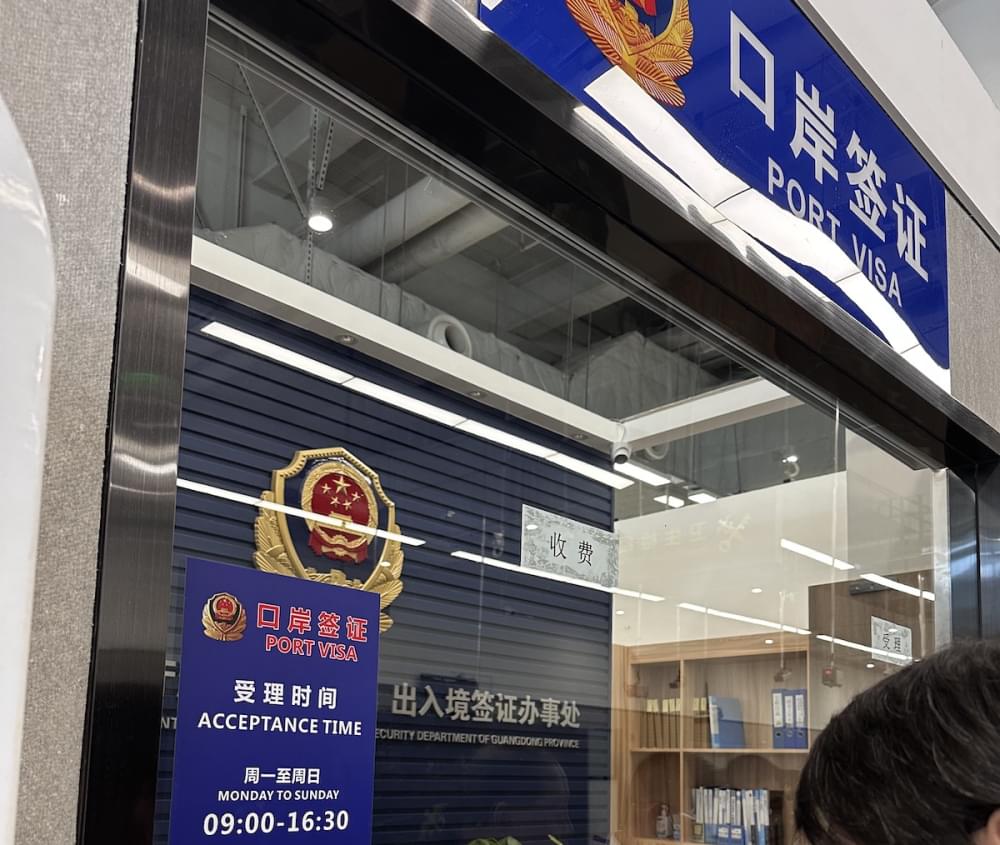 口岸签证
PORT VISA
收费
受理
口岸签证
PORT VISA
受理时间
ACCEPTANCE TIME
周一至周日
MONDAY TO SUNDAY
09:00-16:30
出入境签证办事处
ECURITY DEPARTMENT OF GUANGDONG PROVINCE